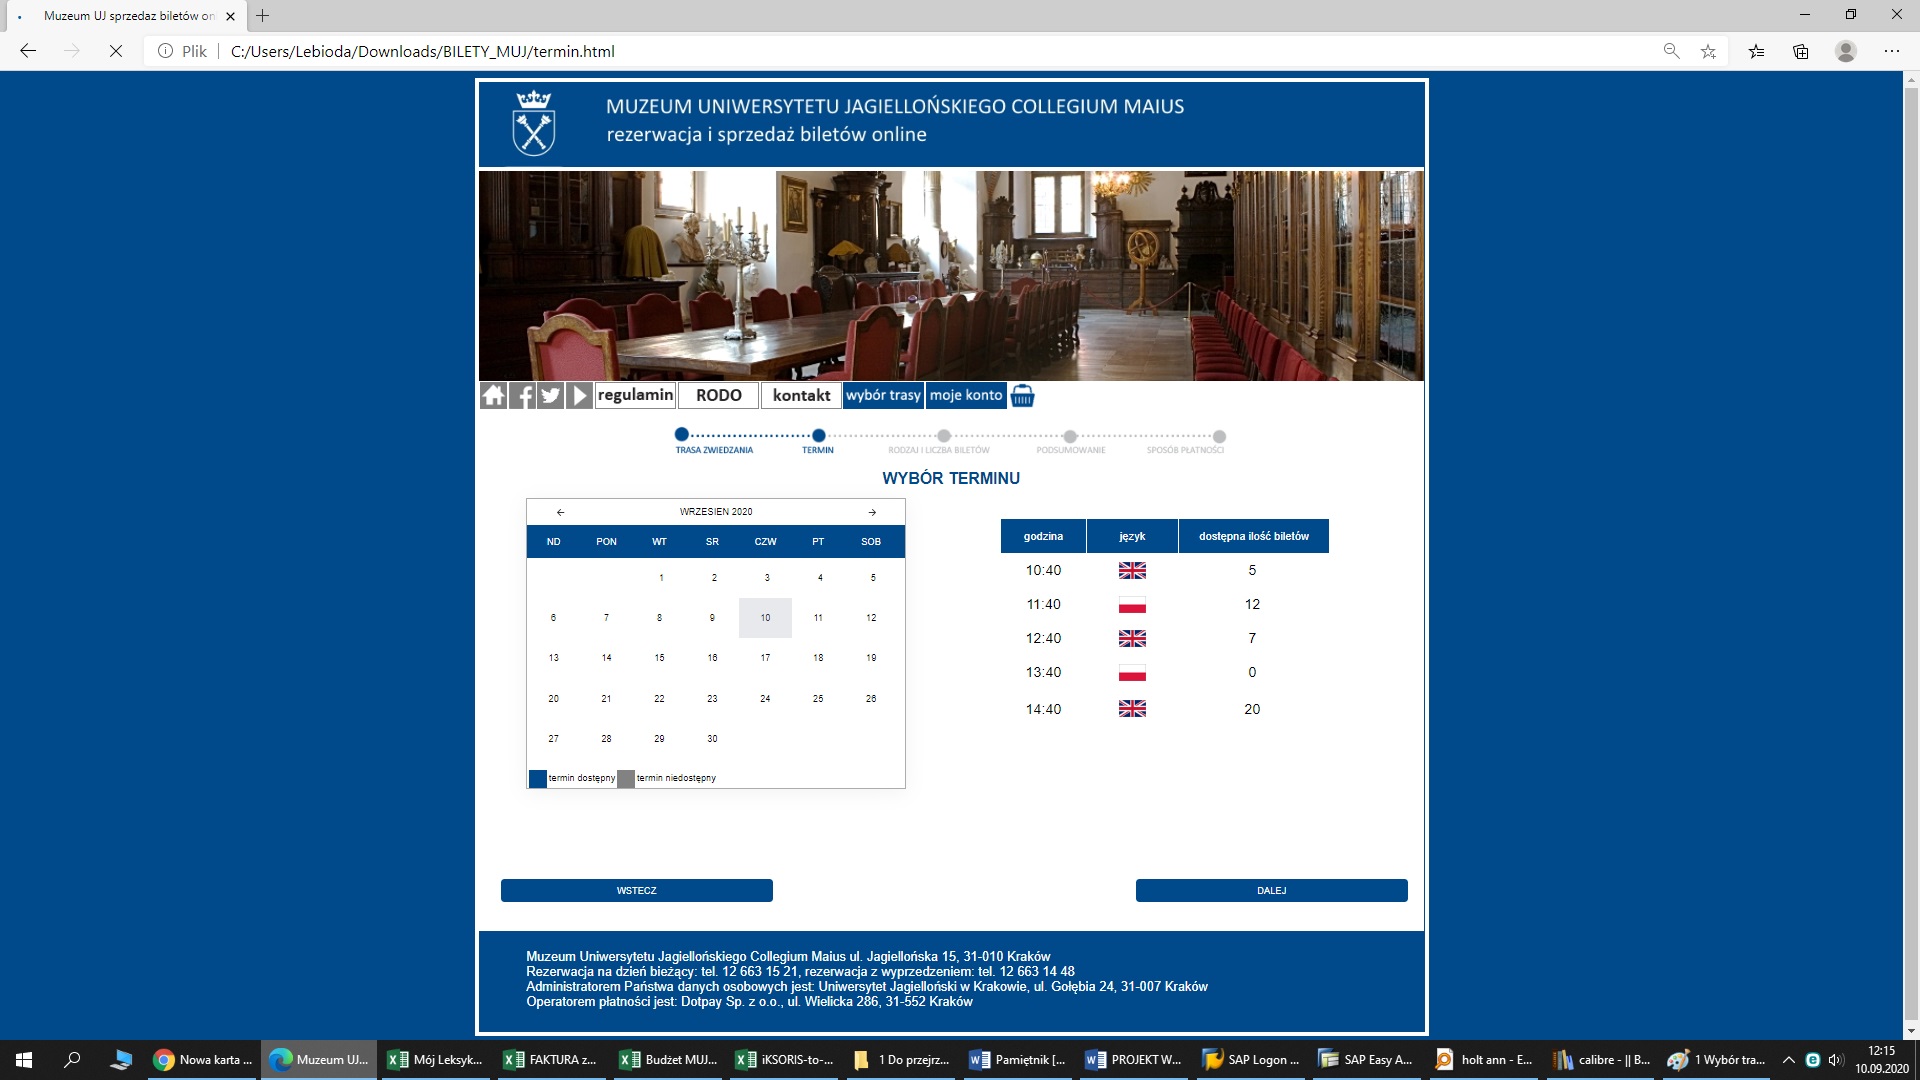 Muzeum UJ sprzedaz biletów on
Plik C:/Users/Lebioda/Downloads/BILETY_MUJ/termin.html
MUZEUM UNIWERSYTETU JAGIELLOŃSKIEGO COLLEGIUM MAIUS
rezerwacja i sprzedaż biletów online
regulamin RODO kontakt wybór trasy moje konto
TRASA ZWIEDZANIA TERMIN RODZAJ I LICZBA BILETÓW PODSUMOWANIE SPOSÓB PŁATNOŚCI
WYBÓR TERMINU
← WRZESIEN 2020 →
ND PON WT SR CZW PT SOB
1 2 3 4 5
6 7 8 9 10 11 12
13 14 15 16 17 18 19
20 21 22 23 24 25 26
27 28 29 30
termin dostępny termin niedostępny
godzina język dostępna ilość biletów
10:40 5
11:40 12
12:40 7
13:40 0
14:40 20
WSTECZ DALEJ
Muzeum Uniwersytetu Jagiellońskiego Collegium Maius ul. Jagiellońska 15, 31-010 Kraków
Rezerwacja na dzień bieżący: tel. 12 663 15 21, rezerwacja z wyprzedzeniem: tel. 12 663 14 48
Administratorem Państwa danych osobowych jest: Uniwersytet Jagielloński w Krakowie, ul. Gołębia 24, 31-007 Kraków
Operatorem płatności jest: Dotpay Sp. z o.o., ul. Wielicka 286, 31-552 Kraków
Nowa karta ... Muzeum UJ... Mój Leksyk... FAKTURA z... Budżet MUJ... iKSORIS-to-... 1 Do przejrz... Pamiętnik [... PROJEKT W... SAP Logon ... SAP Easy A... holt ann - E... calibre - || B... 1 Wybór tra... 12:15
10.09.2020